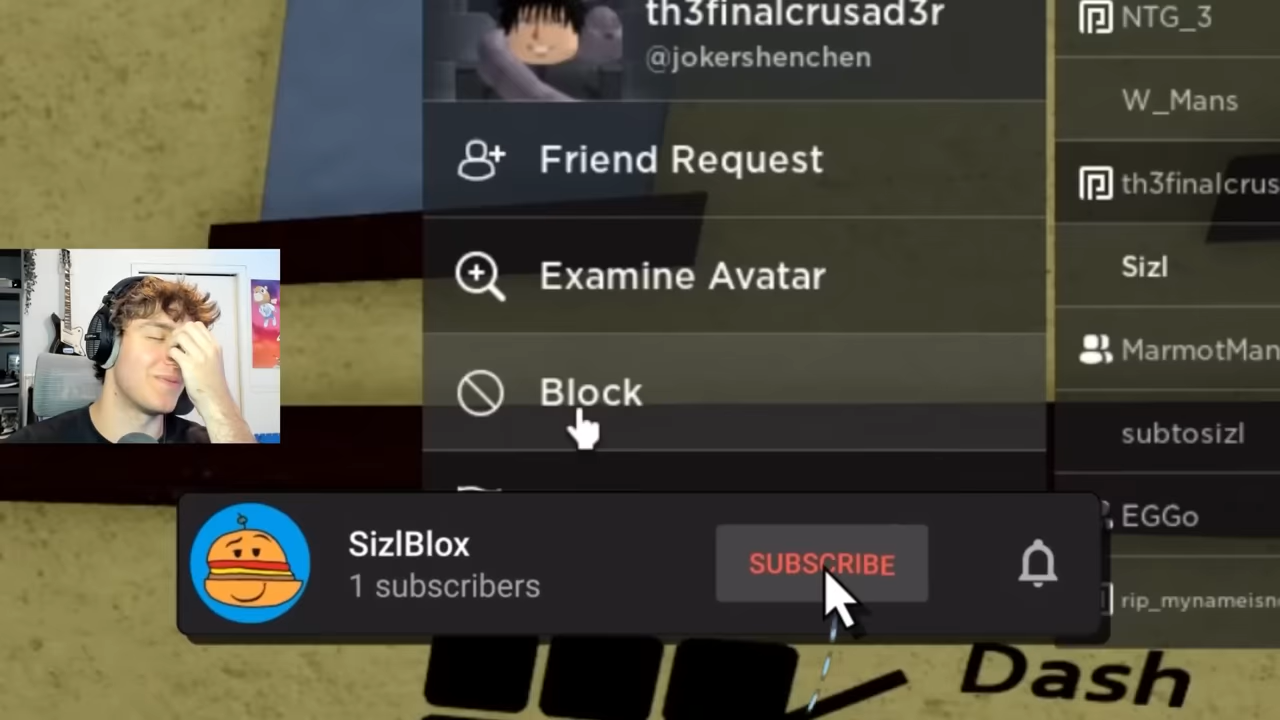 th3finalcrusad3r
@jokershenchen
Friend Request
Examine Avatar
Block
NTG_3
W_Mans
th3finalcrus
Sizl
MarmotMan
subtosizl
EGGo
rip_mynameisn
SizlBlox
1 subscribers
SUBSCRIBE
Dash